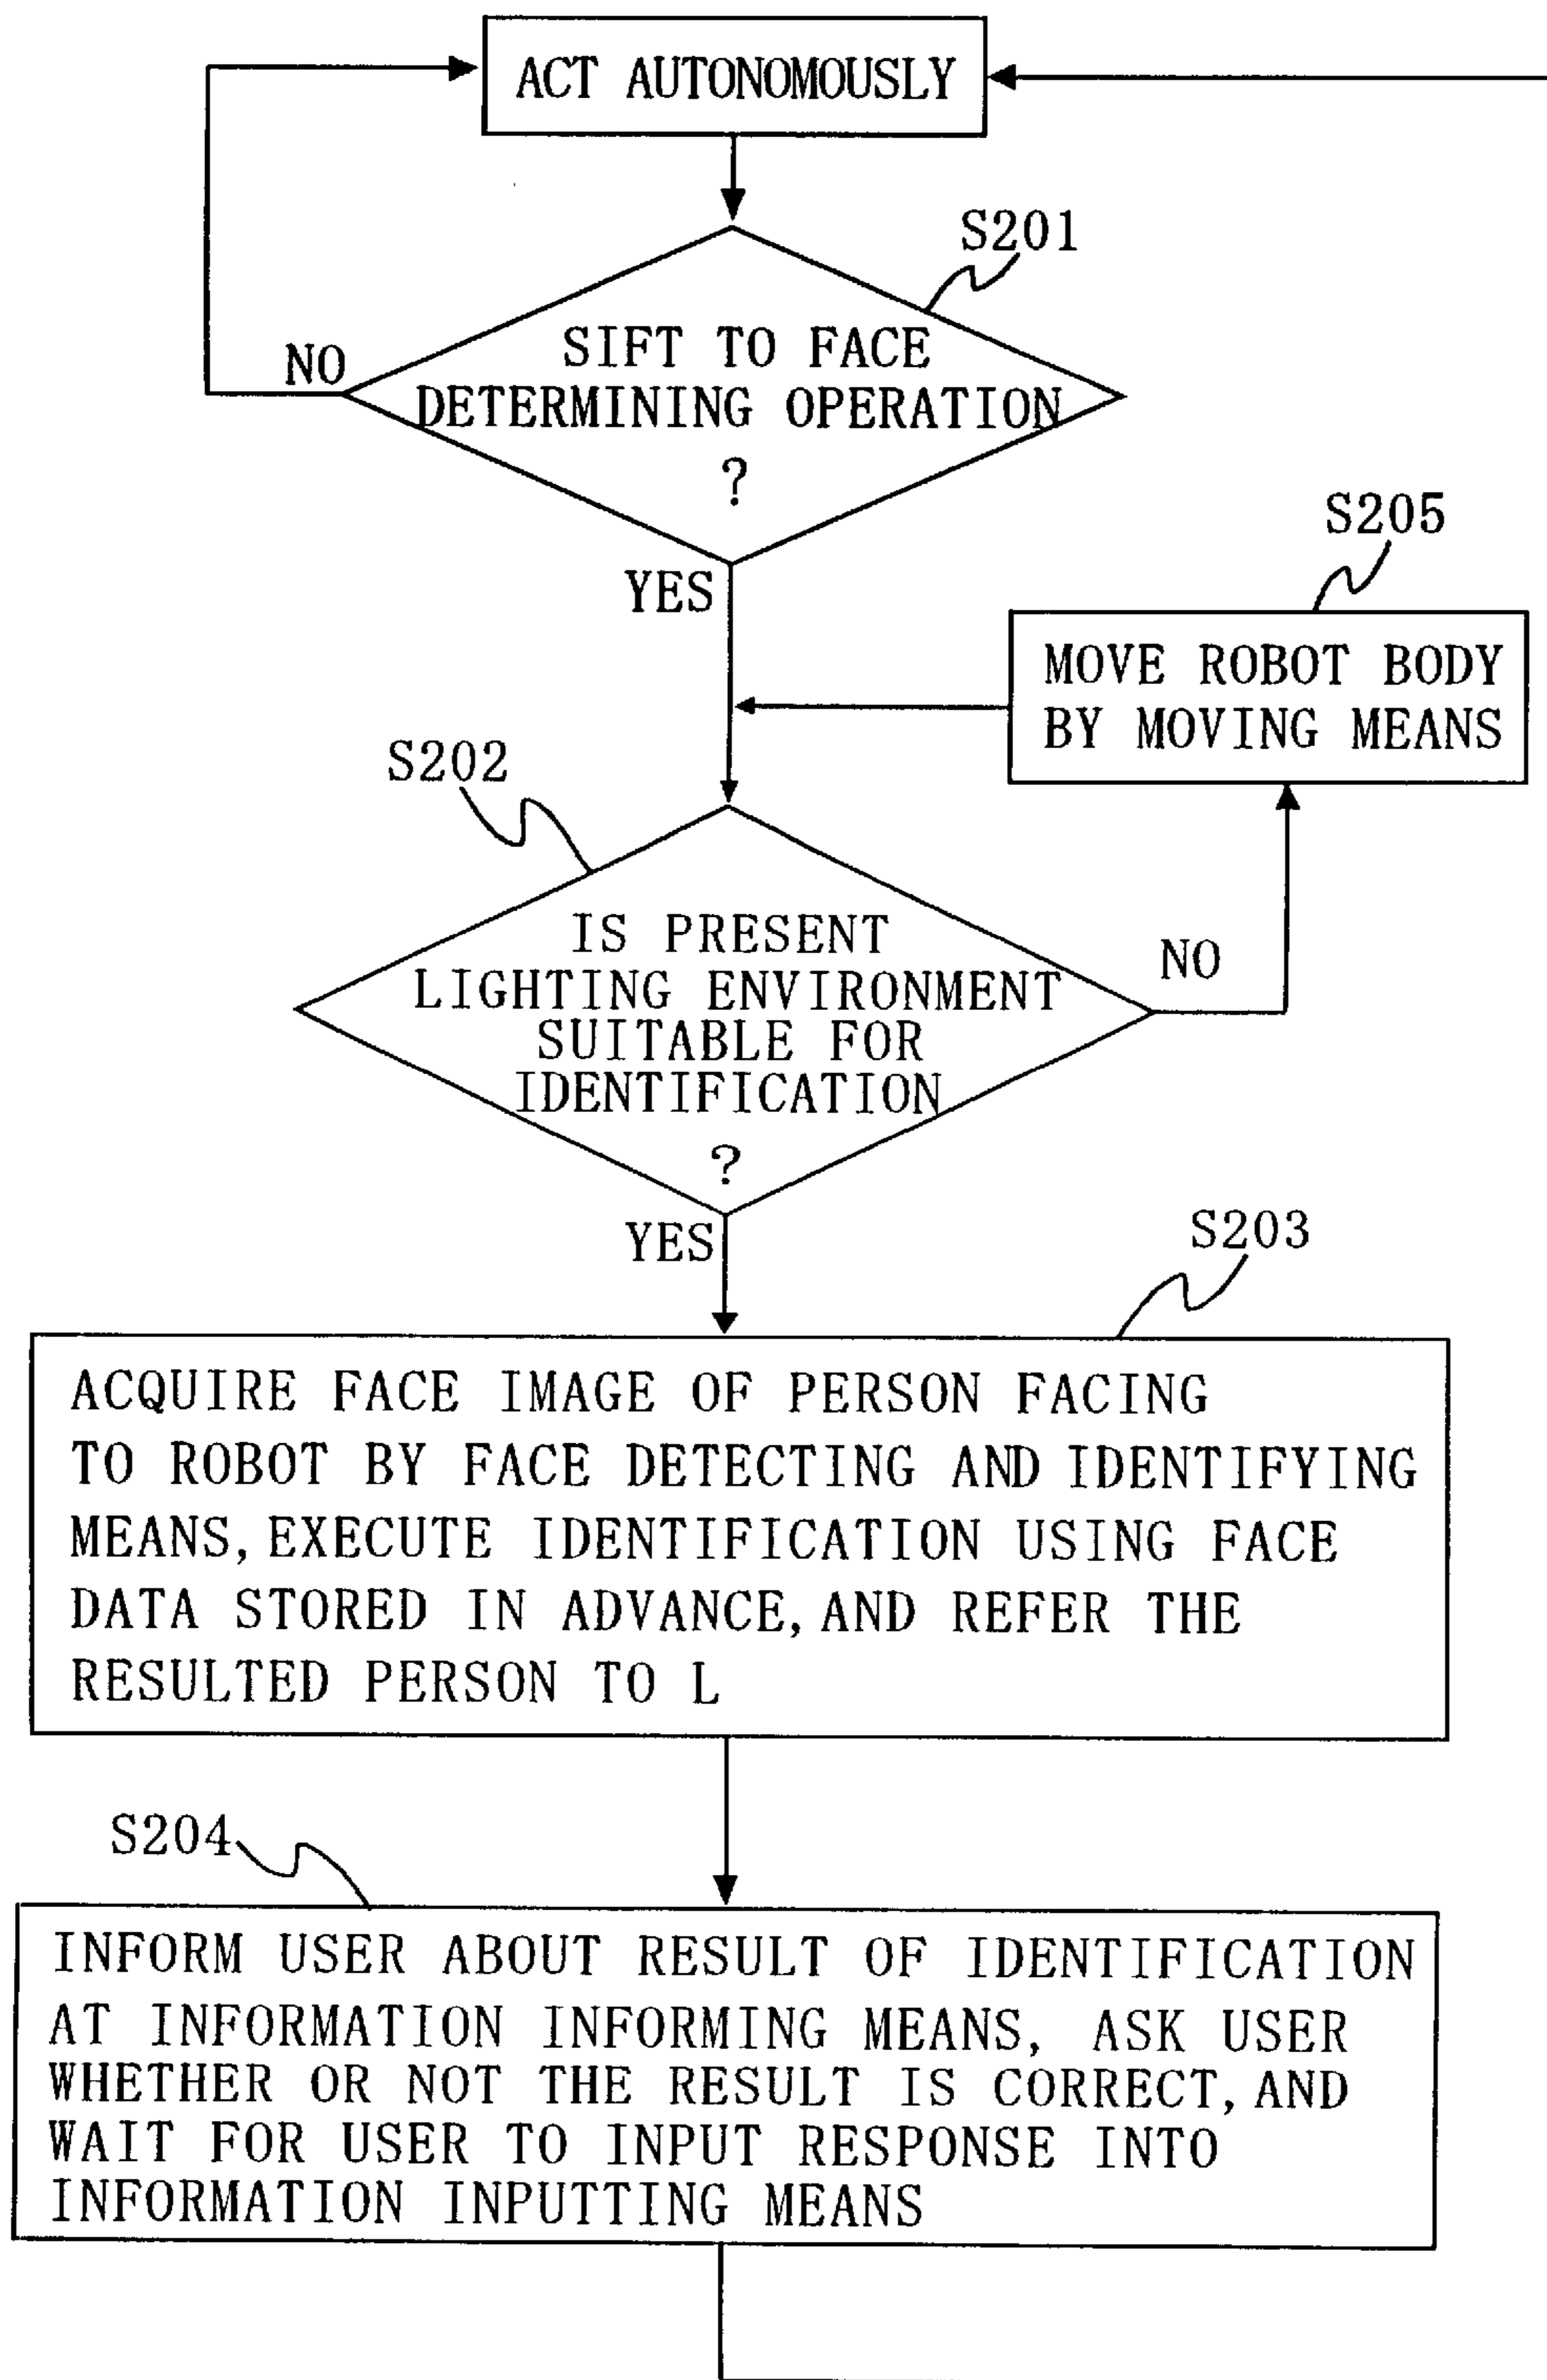 ACT AUTONOMOUSLY
S201
SIFT TO FACE
DETERMINING OPERATION
?
NO
YES
S205
MOVE ROBOT BODY
BY MOVING MEANS
S202
IS PRESENT
LIGHTING ENVIRONMENT
SUITABLE FOR
IDENTIFICATION
?
NO
YES
S203
ACQUIRE FACE IMAGE OF PERSON FACING
TO ROBOT BY FACE DETECTING AND IDENTIFYING
MEANS, EXECUTE IDENTIFICATION USING FACE
DATA STORED IN ADVANCE, AND REFER THE
RESULTED PERSON TO L
S204
INFORM USER ABOUT RESULT OF IDENTIFICATION
AT INFORMATION INFORMING MEANS, ASK USER
WHETHER OR NOT THE RESULT IS CORRECT, AND
WAIT FOR USER TO INPUT RESPONSE INTO
INFORMATION INPUTTING MEANS